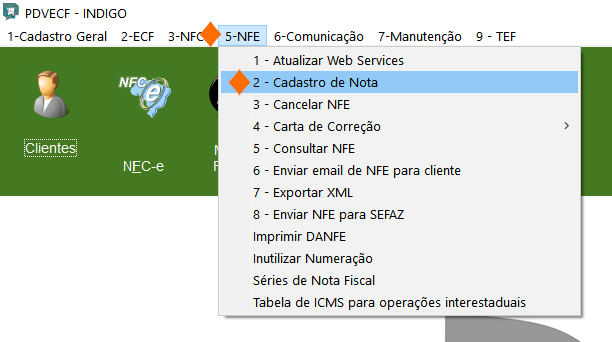 PDVECF - INDIGO
1-Cadastro Geral 2-ECF 3-NFC 5-NFE 6-Comunicação 7-Manutenção 9 - TEF
1 - Atualizar Web Services
2 - Cadastro de Nota
3 - Cancelar NFE
4 - Carta de Correção
5 - Consultar NFE
6 - Enviar email de NFE para cliente
7 - Exportar XML
8 - Enviar NFE para SEFAZ
Imprimir DANFE
Inutilizar Numeração
Séries de Nota Fiscal
Tabela de ICMS para operações interestaduais
NFC-e
Clientes
NFC-e